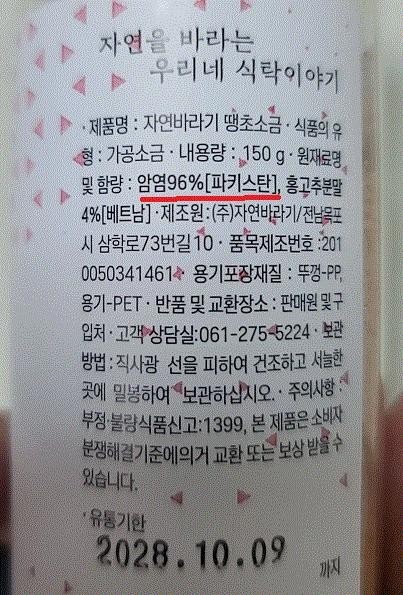 자연을 바라는
우리네 식탁이야기
·제품명 : 자연바라기 땡초소금 · 식품의 유
형 : 가공소금 · 내용량 : 150 g · 원재료명
및 함량 : 암염96%[파키스탄], 홍고추분말
4%[베트남] · 제조원 : (주)자연바라기/전남목포
시 삼학로73번길10 · 품목제조번호 :201
0050341461 · 용기포장재질 : 뚜껑-PP,
용기-PET · 반품 및 교환장소 : 판매원 및 구
입처 · 고객 상담실:061-275-5224 · 보관
방법 : 직사광 선을 피하여 건조하고 서늘한
곳에 밀봉하여 보관하십시오. · 주의사항 :
부정·불량식품신고:1399, 본 제품은 소비자
분쟁해결기준에의거 교환 또는 보상 받을 수
있습니다.
·유통기한
2028.10.09 까지